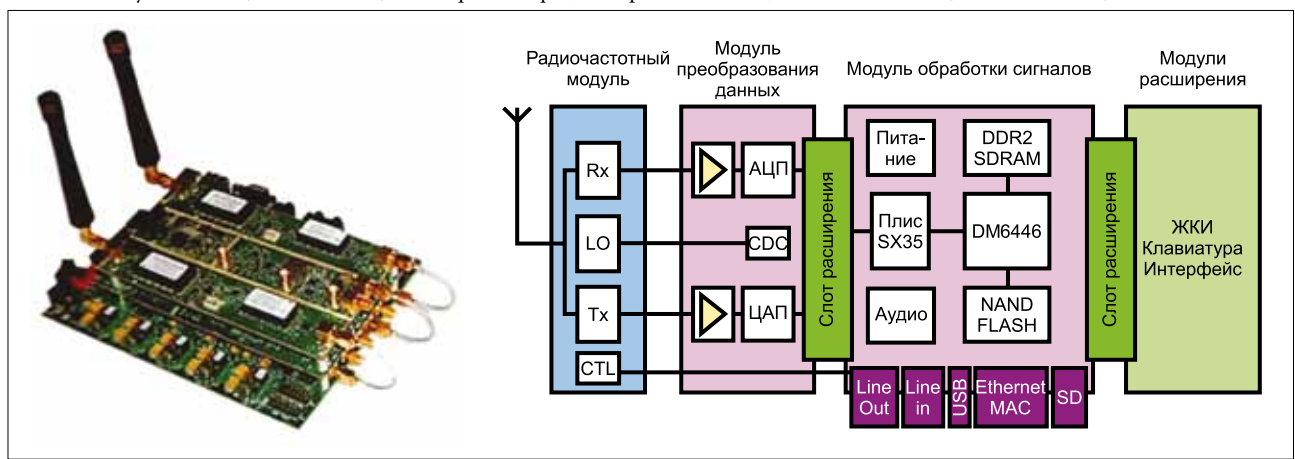 Радиочастотный
модуль
Модуль
преобразования
данных
Модуль обработки сигналов
Модули
расширения
Rx
LO
Tx
CTL
АЦП
CDC
ЦАП
Слот расширения
Пита-
ние
Плис
SX35
Аудио
DDR2
SDRAM
DM6446
NAND
FLASH
Слот расширения
ЖКИ
Клавиатура
Интерфейс
Line
Out
Line
in
USB
Ethernet
MAC
SD